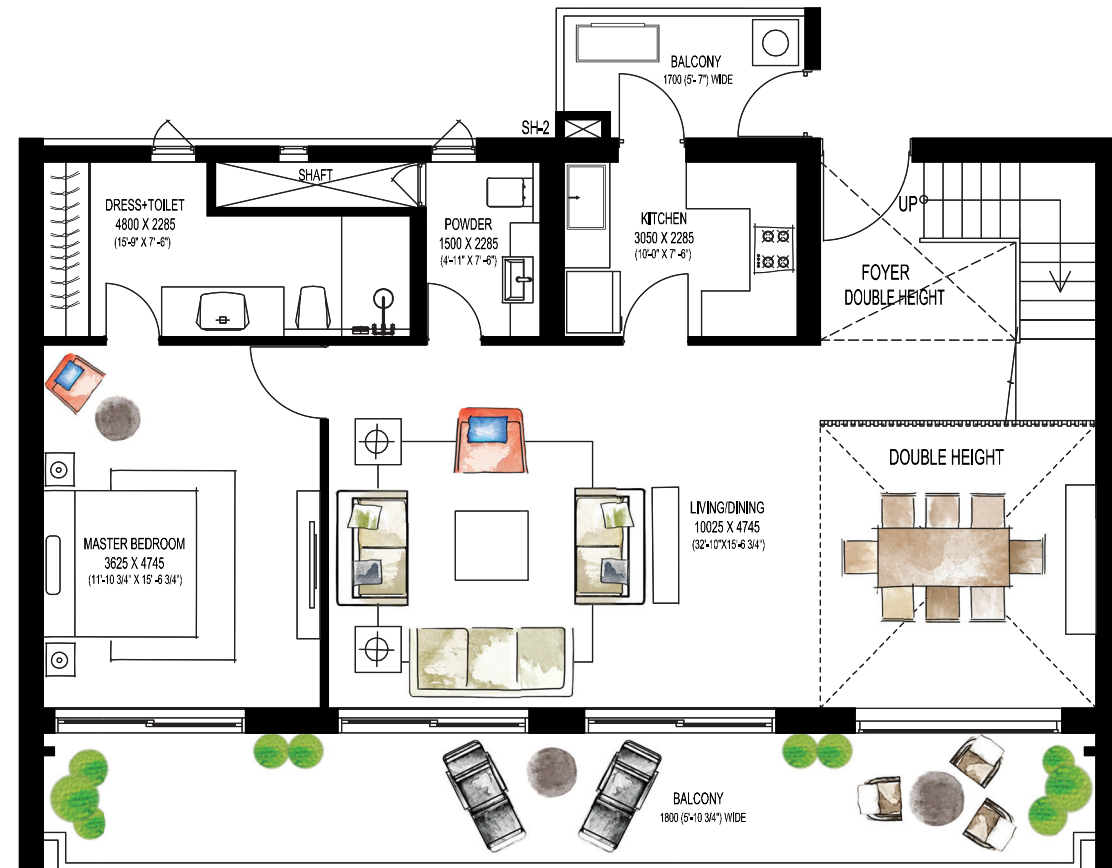 BALCONY
1700 (5'- 7") WIDE
SH-2
SHAFT
DRESS+TOILET
4800 X 2285
(15'-9" X 7' -6")
POWDER
1500 X 2285
(4'-11" X 7' -6")
KITCHEN
3050 X 2285
(10'-0" X 7' -6")
UP
FOYER
DOUBLE HEIGHT
DOUBLE HEIGHT
LIVING/DINING
10025 X 4745
(32'-10"X15'-6 3/4")
MASTER BEDROOM
3625 X 4745
(11'-10 3/4" X 15' -6 3/4")
BALCONY
1800 (5'-10 3/4") WIDE